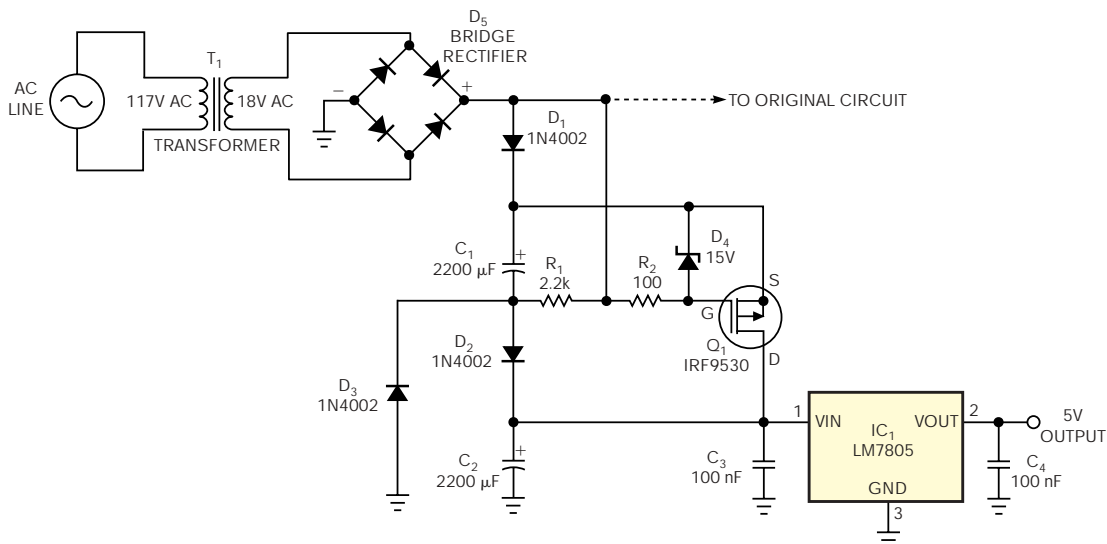 D5
BRIDGE
RECTIFIER
AC
LINE
T1
117V AC
18V AC
TRANSFORMER
−
+
TO ORIGINAL CIRCUIT
D1
1N4002
C1
2200 µF
+
R1
2.2k
R2
100
D4
15V
S
G
Q1
IRF9530
D
D2
1N4002
D3
1N4002
C2
2200 µF
+
C3
100 nF
1
VIN
IC1
LM7805
VOUT
GND
2
3
5V
OUTPUT
C4
100 nF